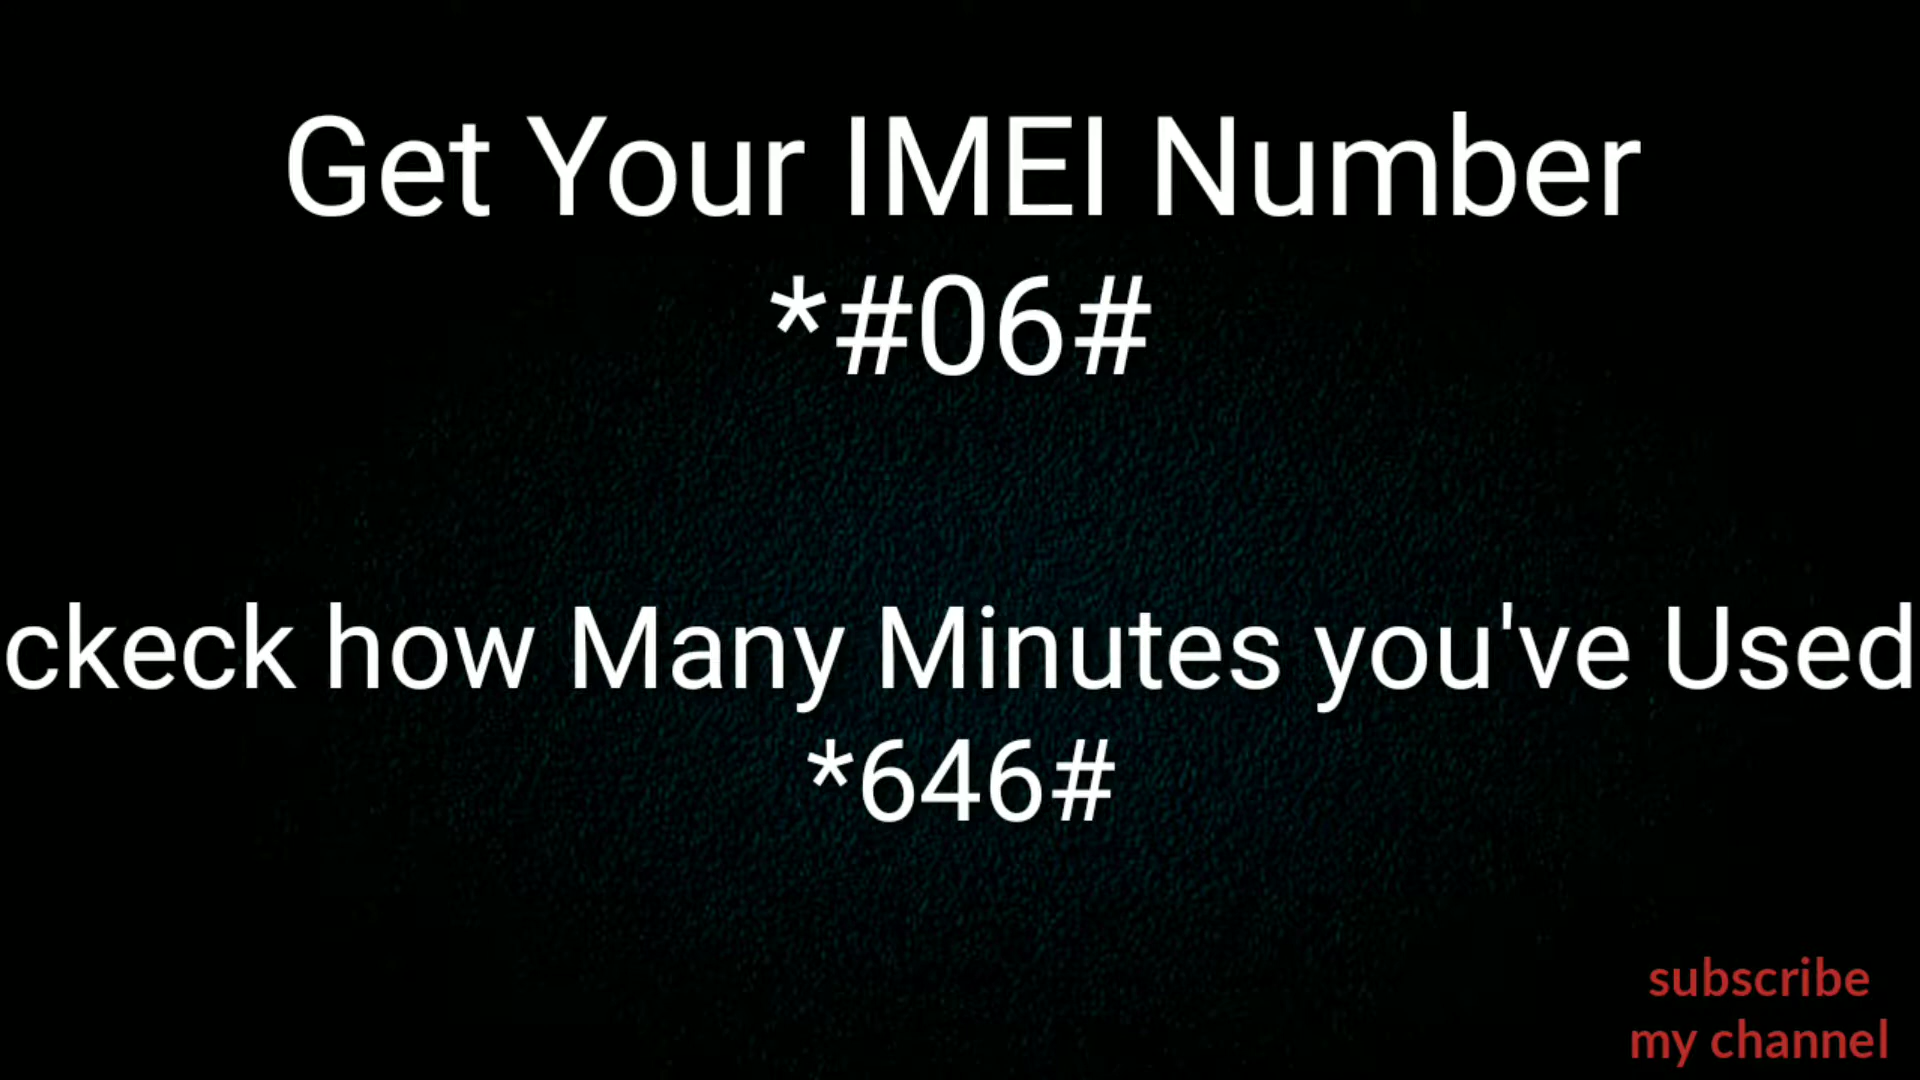 Get Your IMEI Number
*#06#
ckeck how Many Minutes you've Used
*646#
subscribe
my channel